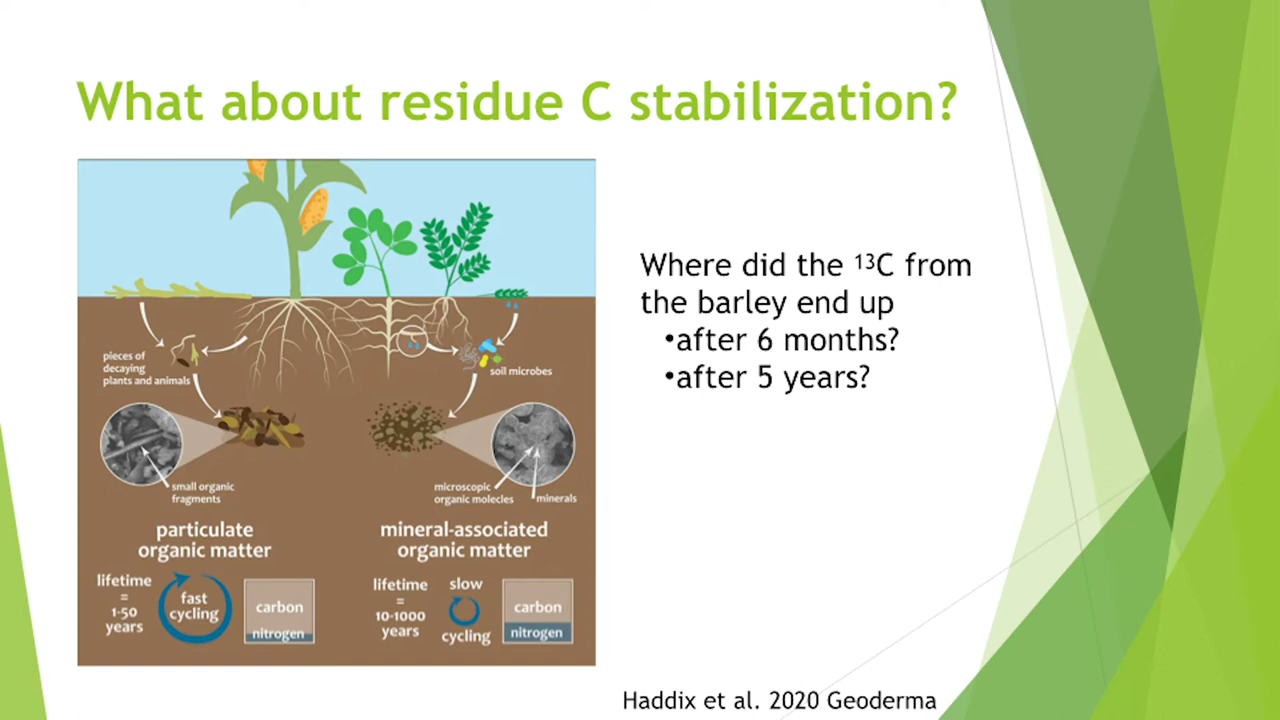 What about residue C stabilization?
pieces of
decaying
plants and animals
soil microbes
small organic
fragments
microscopic
organic molecles
minerals
particulate
organic matter
mineral-associated
organic matter
lifetime
=
1-50
years
fast
cycling
carbon
nitrogen
lifetime
=
10-1000
years
slow
cycling
carbon
nitrogen
Where did the ¹³C from
the barley end up
•after 6 months?
•after 5 years?
Haddix et al. 2020 Geoderma